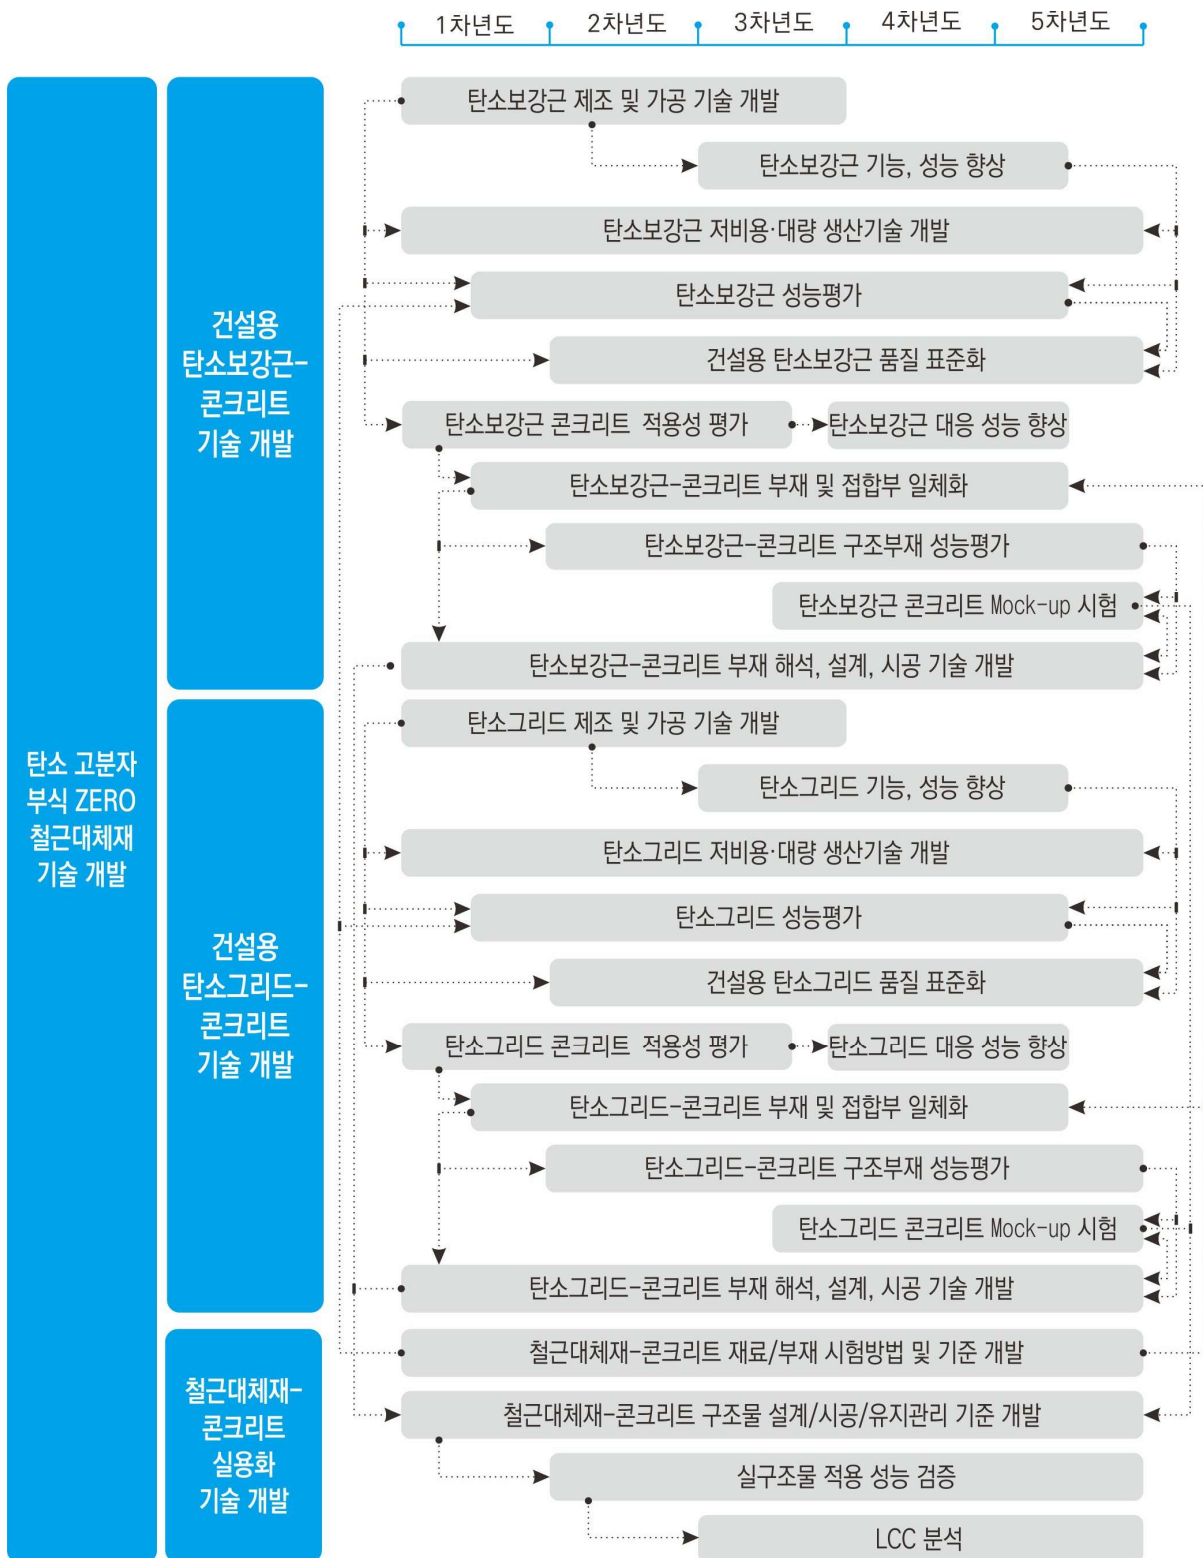 1차년도 2차년도 3차년도 4차년도 5차년도
탄소 고분자
부식 ZERO
철근대체재
기술 개발
건설용
탄소보강근-
콘크리트
기술 개발
탄소보강근 제조 및 가공 기술 개발
탄소보강근 기능, 성능 향상
탄소보강근 저비용·대량 생산기술 개발
탄소보강근 성능평가
건설용 탄소보강근 품질 표준화
탄소보강근 콘크리트 적용성 평가 탄소보강근 대응 성능 향상
탄소보강근-콘크리트 부재 및 접합부 일체화
탄소보강근-콘크리트 구조부재 성능평가
탄소보강근 콘크리트 Mock-up 시험
탄소보강근-콘크리트 부재 해석, 설계, 시공 기술 개발
건설용
탄소그리드-
콘크리트
기술 개발
탄소그리드 제조 및 가공 기술 개발
탄소그리드 기능, 성능 향상
탄소그리드 저비용·대량 생산기술 개발
탄소그리드 성능평가
건설용 탄소그리드 품질 표준화
탄소그리드 콘크리트 적용성 평가 탄소그리드 대응 성능 향상
탄소그리드-콘크리트 부재 및 접합부 일체화
탄소그리드-콘크리트 구조부재 성능평가
탄소그리드 콘크리트 Mock-up 시험
탄소그리드-콘크리트 부재 해석, 설계, 시공 기술 개발
철근대체재-
콘크리트
실용화
기술 개발
철근대체재-콘크리트 재료/부재 시험방법 및 기준 개발
철근대체재-콘크리트 구조물 설계/시공/유지관리 기준 개발
실구조물 적용 성능 검증
LCC 분석